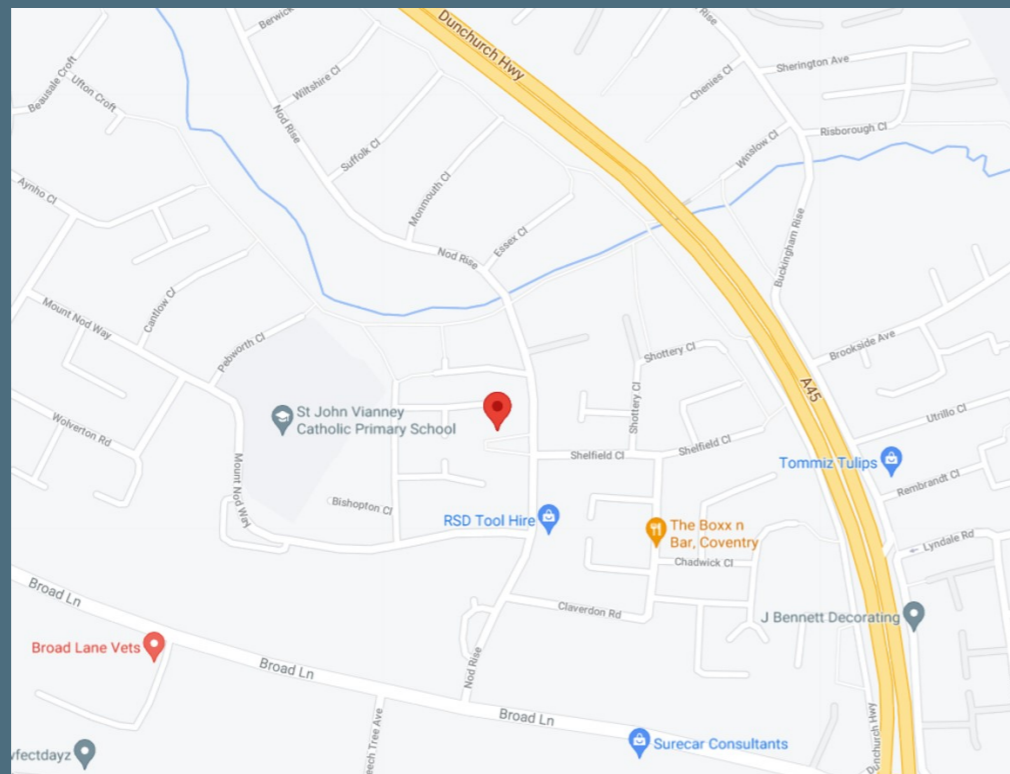 Berwick
Rise
Dunchurch Hwy
Sherington Ave
Beausale Croft
Ufton Croft
Wiltshire Cl
Chenies Cl
Nod Rise
Suffolk Cl
Winslow Cl
Risborough Cl
Aynho Cl
Monmouth Cl
Essex Cl
Nod Rise
Buckingham Rise
Cantlow Cl
Mount Nod Way
Pebworth Cl
Shottery Cl
Brookside Ave
A45
St John Vianney
Catholic Primary School
Shottery Cl
Wolverton Rd
Utrillo Cl
Shelfield Cl
Shelfield Cl
Tommiz Tulips
Rembrandt Cl
Mount Nod Way
Bishopton Cl
RSD Tool Hire
The Boxx n
Bar, Coventry
Lyndale Rd
Chadwick Cl
Broad Ln
Claverdon Rd
J Bennett Decorating
Broad Lane Vets
Broad Ln
Nod Rise
Broad Ln
eech Tree Ave
Dunchurch Hwy
Surecar Consultants
rfectdayz